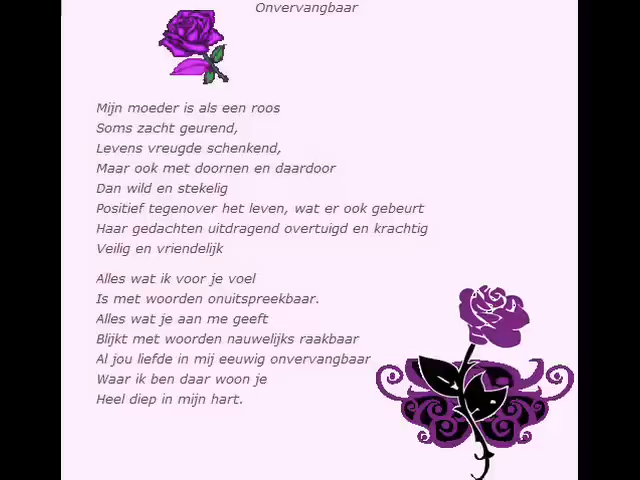 Onvervangbaar
Mijn moeder is als een roos
Soms zacht geurend,
Levens vreugde schenkend,
Maar ook met doornen en daardoor
Dan wild en stekelig
Positief tegenover het leven, wat er ook gebeurt
Haar gedachten uitdragend overtuigd en krachtig
Veilig en vriendelijk
Alles wat ik voor je voel
Is met woorden onuitspreekbaar.
Alles wat je aan me geeft
Blijkt met woorden nauwelijks raakbaar
Al jou liefde in mij eeuwig onvervangbaar
Waar ik ben daar woon je
Heel diep in mijn hart.